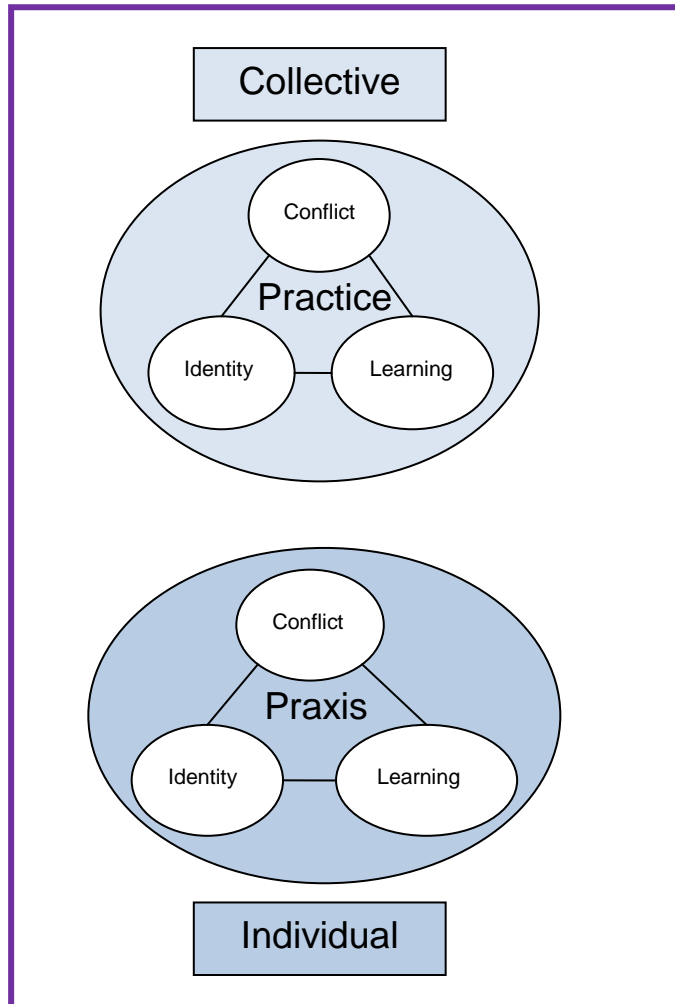 Collective
Conflict
Practice
Identity
Learning
Conflict
Praxis
Identity
Learning
Individual